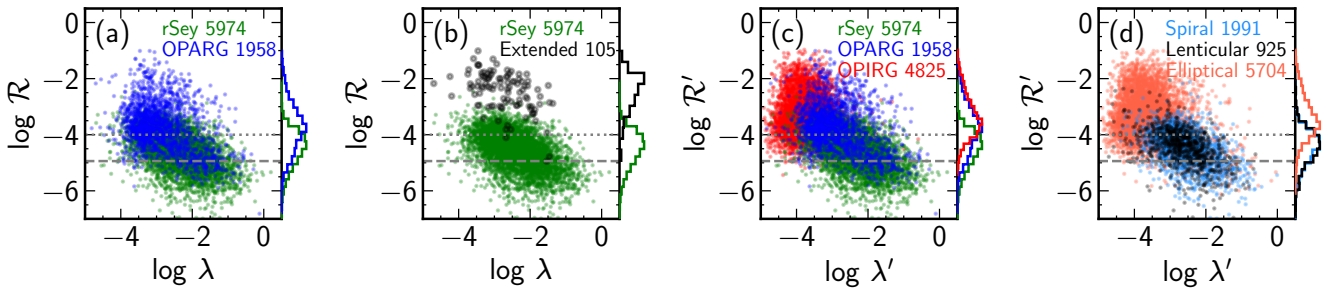 (a)
rSey 5974
OPARG 1958
0
−2
−4
−6
log R
−4 −2 0
log λ
(b)
rSey 5974
Extended 105
0
−2
−4
−6
log R
−4 −2 0
log λ
(c)
rSey 5974
OPARG 1958
OPIRG 4825
0
−2
−4
−6
log R′
−4 −2 0
log λ′
(d)
Spiral 1991
Lenticular 925
Elliptical 5704
0
−2
−4
−6
log R′
−4 −2 0
log λ′